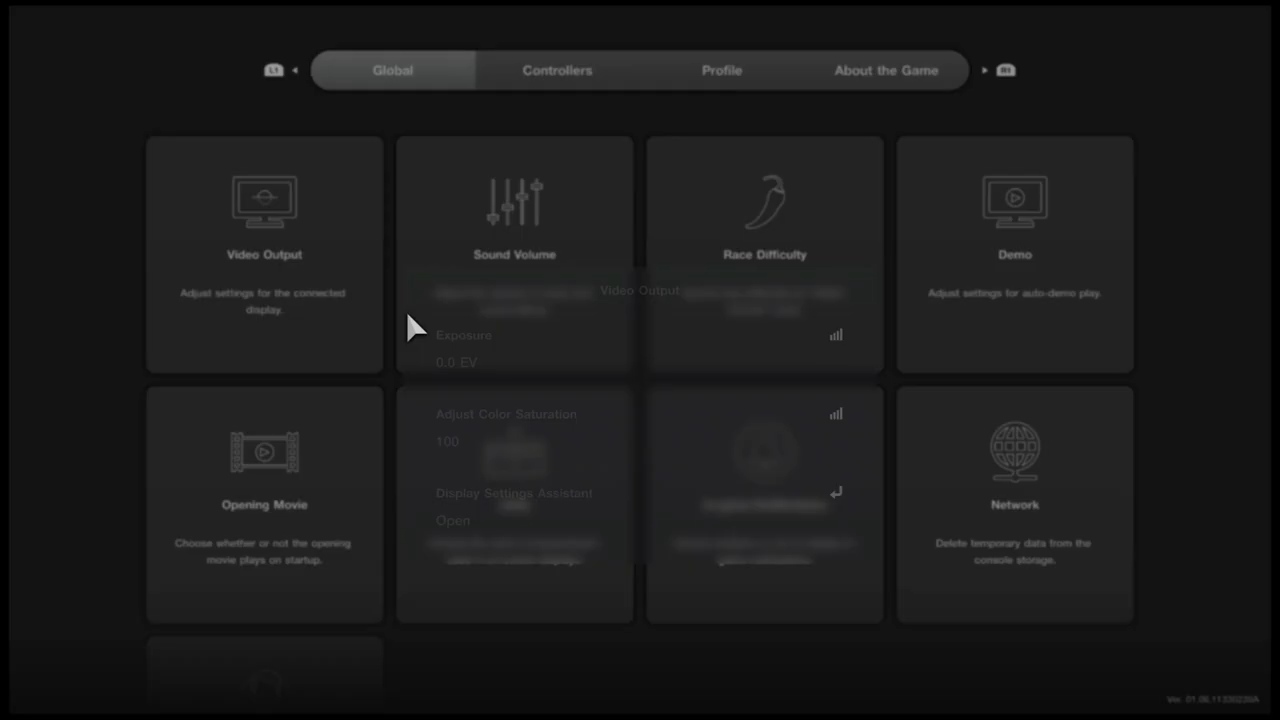 L1
Global
Controllers
Profile
About the Game
R1
Video Output
Adjust settings for the connected
display.
Sound Volume
Race Difficulty
Demo
Adjust settings for auto-demo play.
Video Output
Exposure
0.0 EV
Adjust Color Saturation
100
Display Settings Assistant
Open
Opening Movie
Choose whether or not the opening
movie plays on startup.
Network
Delete temporary data from the
console storage.